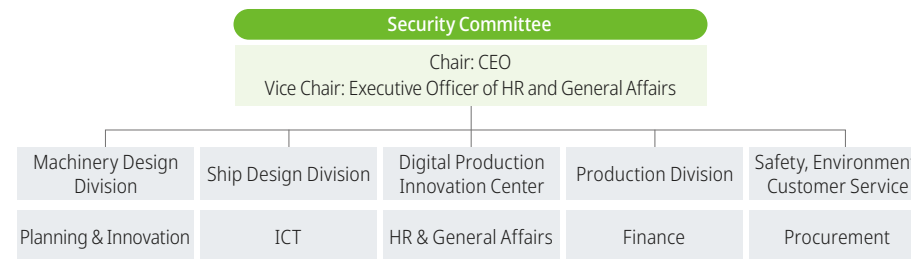 Security Committee
Chair: CEO
Vice Chair: Executive Officer of HR and General Affairs
Machinery Design
Division
Ship Design Division
Digital Production
Innovation Center
Production Division
Safety, Environment
Customer Service
Planning & Innovation
ICT
HR & General Affairs
Finance
Procurement